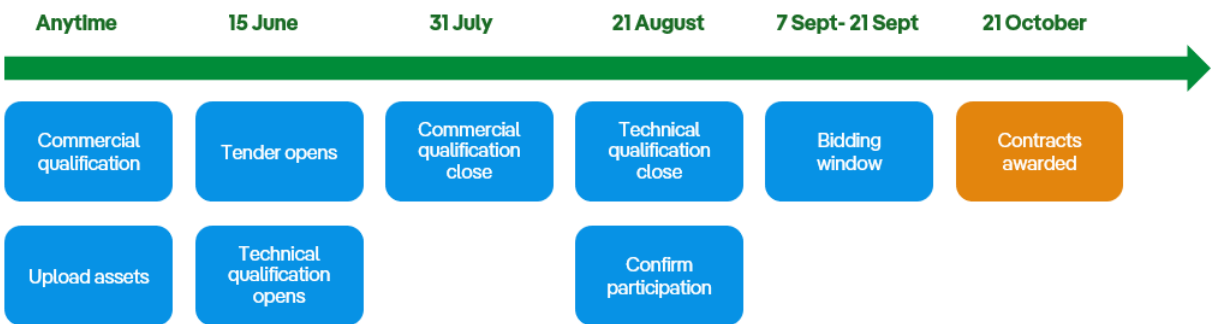 Anytime
15 June
31 July
21 August
7 Sept- 21 Sept
21 October
Commercial
qualification
Tender opens
Commercial
qualification
close
Technical
qualification
close
Bidding
window
Contracts
awarded
Upload assets
Technical
qualification
opens
Confirm
participation